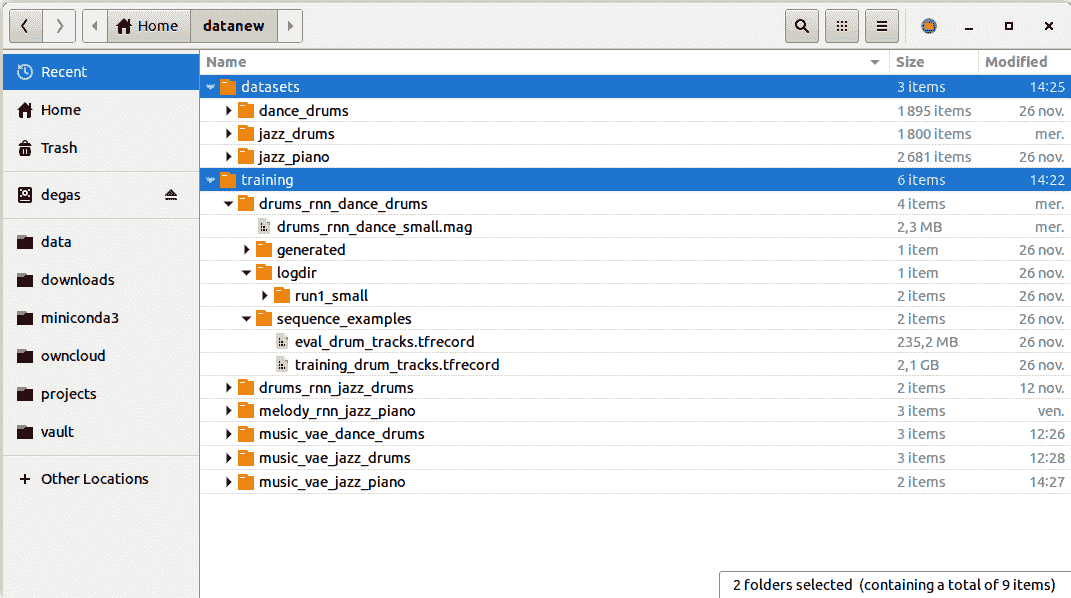 Home datanew
Name Size Modified
Recent
Home
Trash
degas
data
downloads
miniconda3
owncloud
projects
vault
+ Other Locations
datasets 3 items 14:25
dance_drums 1 895 items 26 nov.
jazz_drums 1 800 items mer.
jazz_piano 2 681 items 26 nov.
training 6 items 14:22
drums_rnn_dance_drums 4 items mer.
drums_rnn_dance_small.mag 2,3 MB mer.
generated 1 item 26 nov.
logdir 1 item 26 nov.
run1_small 2 items 26 nov.
sequence_examples 2 items 26 nov.
eval_drum_tracks.tfrecord 235,2 MB 26 nov.
training_drum_tracks.tfrecord 2,1 GB 26 nov.
drums_rnn_jazz_drums 2 items 12 nov.
melody_rnn_jazz_piano 3 items ven.
music_vae_dance_drums 3 items 12:26
music_vae_jazz_drums 3 items 12:28
music_vae_jazz_piano 2 items 14:27
2 folders selected (containing a total of 9 items)